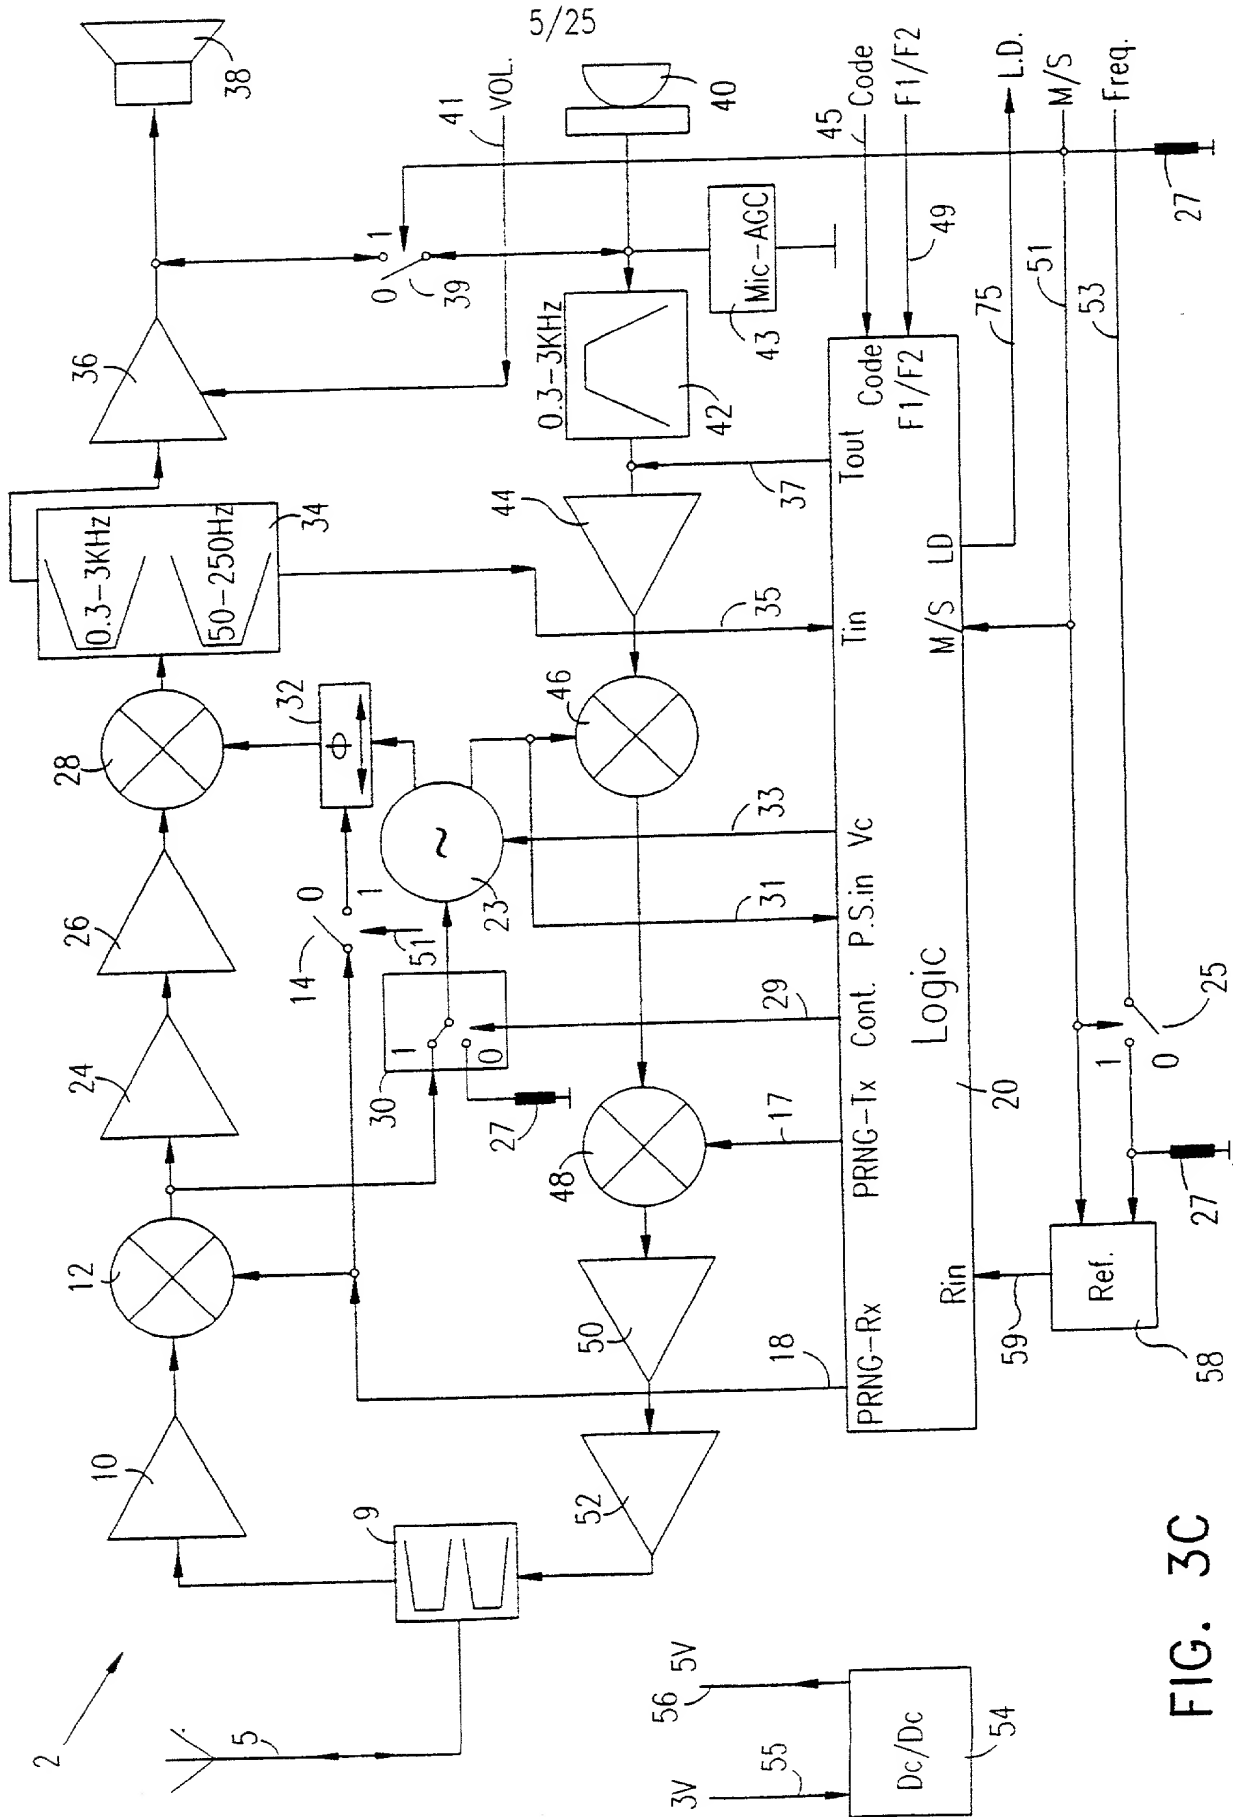 5/25
2
5
9
10
12
24
26
28
0.3-3KHz
50-250Hz
34
36
38
14
0
1
51
32
Φ
~
23
30
1
0
27
0
1
39
41
VOL.
40
52
50
48
46
44
0.3-3KHz
42
43
Mic-AGC
18
17
29
31
33
35
37
45
Code
F1/F2
49
PRNG-Rx
PRNG-Tx
Cont.
P.S.in
Vc
Tin
Tout
Code
F1/F2
Logic
20
Rin
M/S
LD
75
L.D.
51
M/S
53
Freq.
27
59
Ref.
58
27
1
0
25
3V
55
56
5V
Dc/Dc
54
FIG. 3C